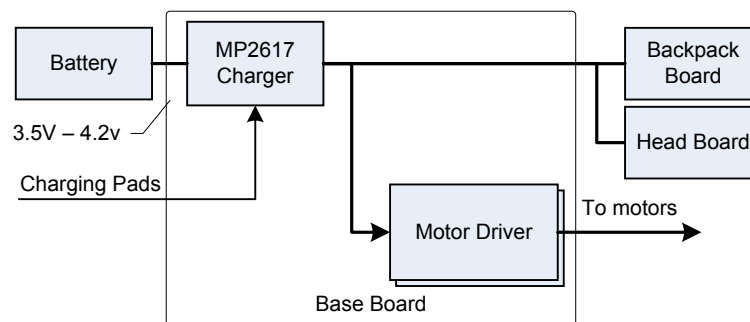 Battery
MP2617
Charger
Backpack
Board
3.5V – 4.2v
Head Board
Charging Pads
Motor Driver
To motors
Base Board